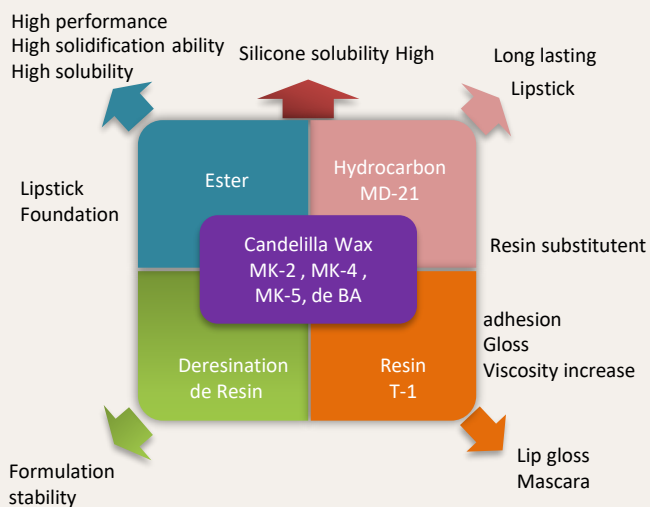 High performance
High solidification ability
High solubility
Silicone solubility High
Long lasting
Lipstick
Ester
Hydrocarbon
MD-21
Lipstick
Foundation
Candelilla Wax
MK-2 , MK-4 ,
MK-5, de BA
Resin substitutent
adhesion
Gloss
Viscosity increase
Deresination
de Resin
Resin
T-1
Formulation
stability
Lip gloss
Mascara